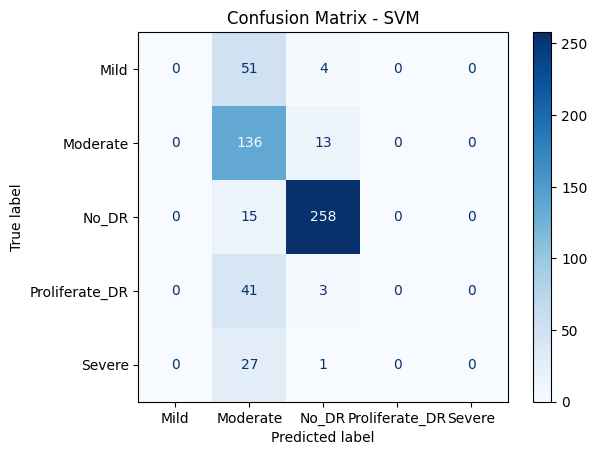 Confusion Matrix - SVM
Mild 0 51 4 0 0
Moderate 0 136 13 0 0
No_DR 0 15 258 0 0
Proliferate_DR 0 41 3 0 0
Severe 0 27 1 0 0
Mild Moderate No_DR Proliferate_DR Severe
Predicted label
True label
250
200
150
100
50
0